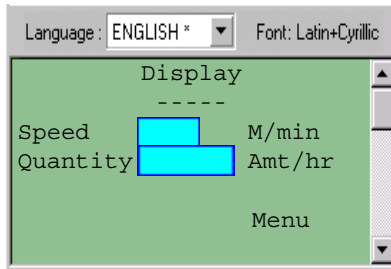 Language : ENGLISH * Font: Latin+Cyrillic
Display
-----
Speed M/min
Quantity Amt/hr
Menu